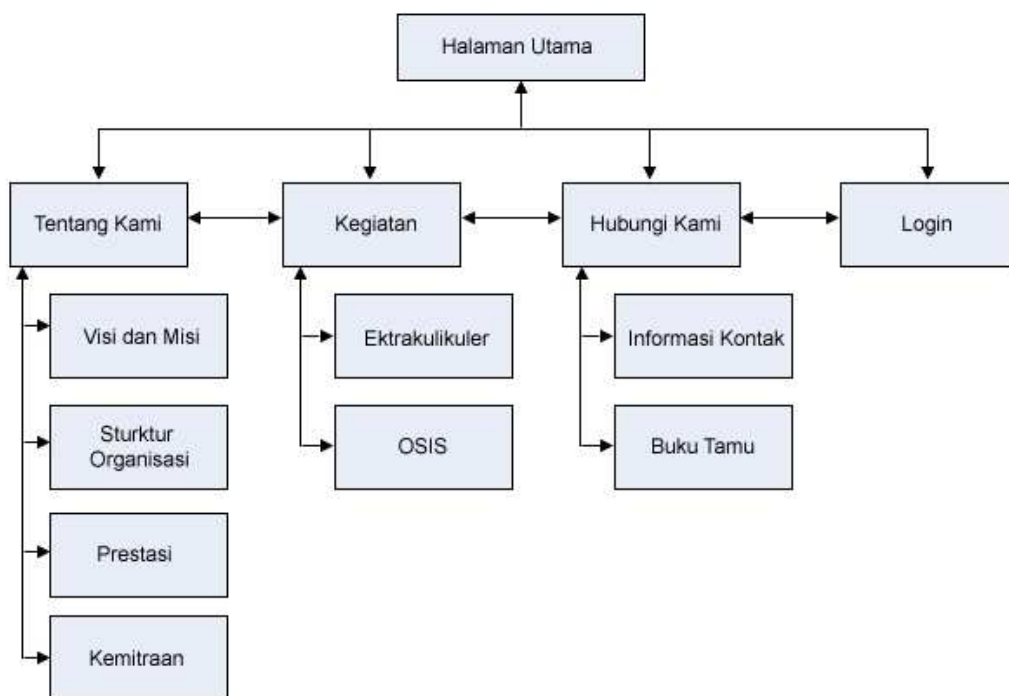 Halaman Utama
Tentang Kami
Kegiatan
Hubungi Kami
Login
Visi dan Misi
Ektrakulikuler
Informasi Kontak
Sturktur
Organisasi
OSIS
Buku Tamu
Prestasi
Kemitraan